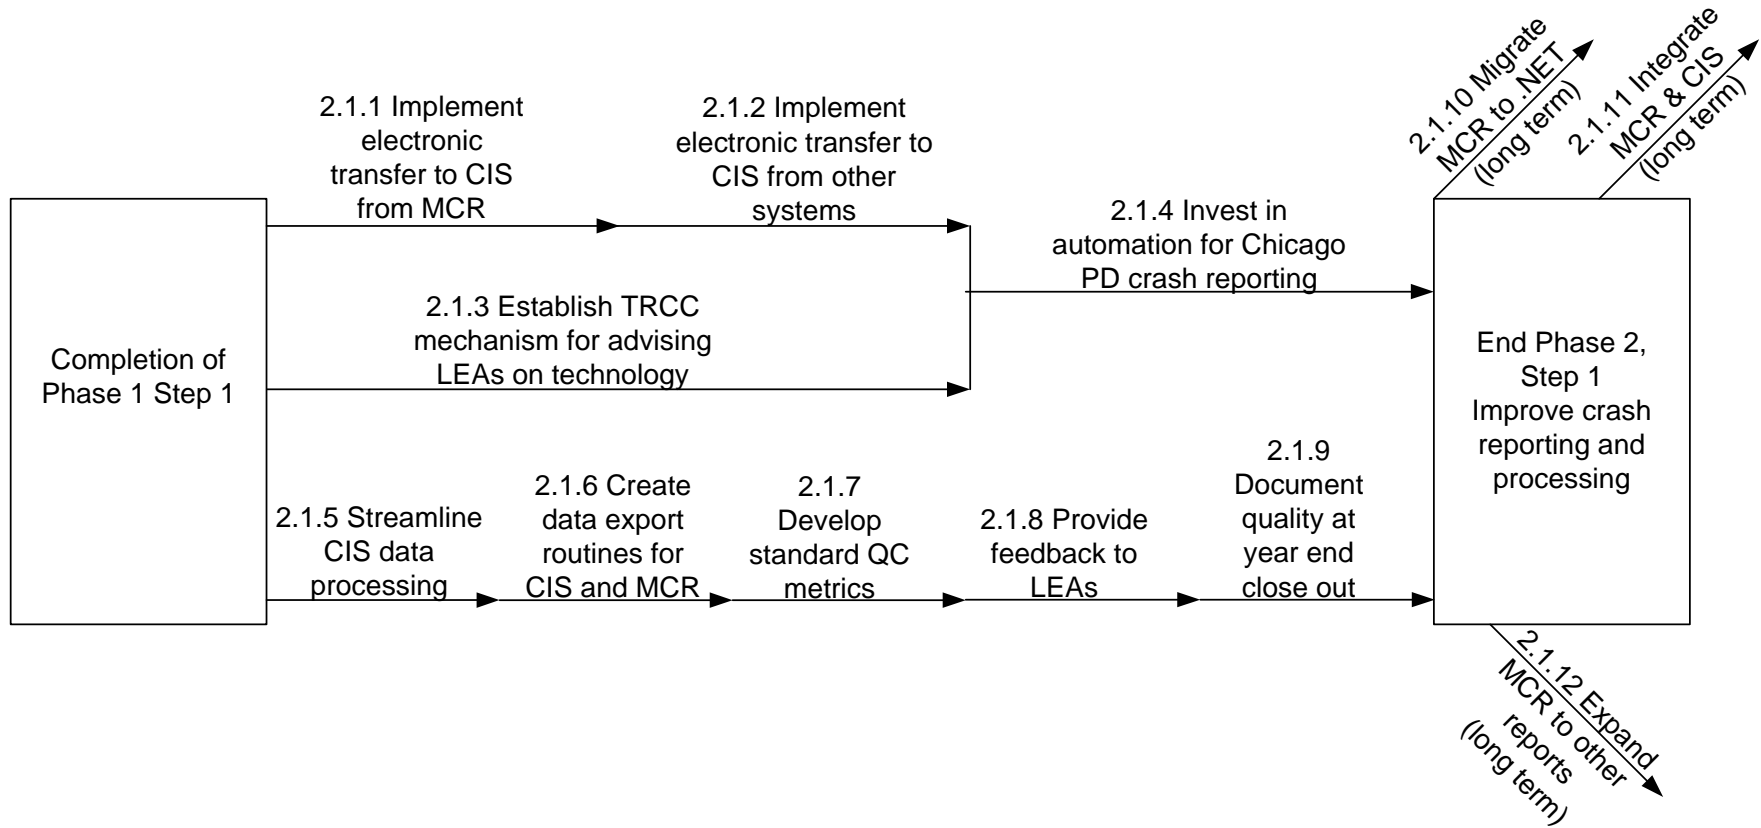 Completion of
Phase 1 Step 1
2.1.1 Implement
electronic
transfer to CIS
from MCR
2.1.2 Implement
electronic transfer to
CIS from other
systems
2.1.3 Establish TRCC
mechanism for advising
LEAs on technology
2.1.4 Invest in
automation for Chicago
PD crash reporting
2.1.5 Streamline
CIS data
processing
2.1.6 Create
data export
routines for
CIS and MCR
2.1.7
Develop
standard QC
metrics
2.1.8 Provide
feedback to
LEAs
2.1.9
Document
quality at
year end
close out
End Phase 2,
Step 1
Improve crash
reporting and
processing
2.1.10 Migrate
MCR to .NET
(long term)
2.1.11 Integrate
MCR & CIS
(long term)
2.1.12 Expand
MCR to other
reports
(long term)